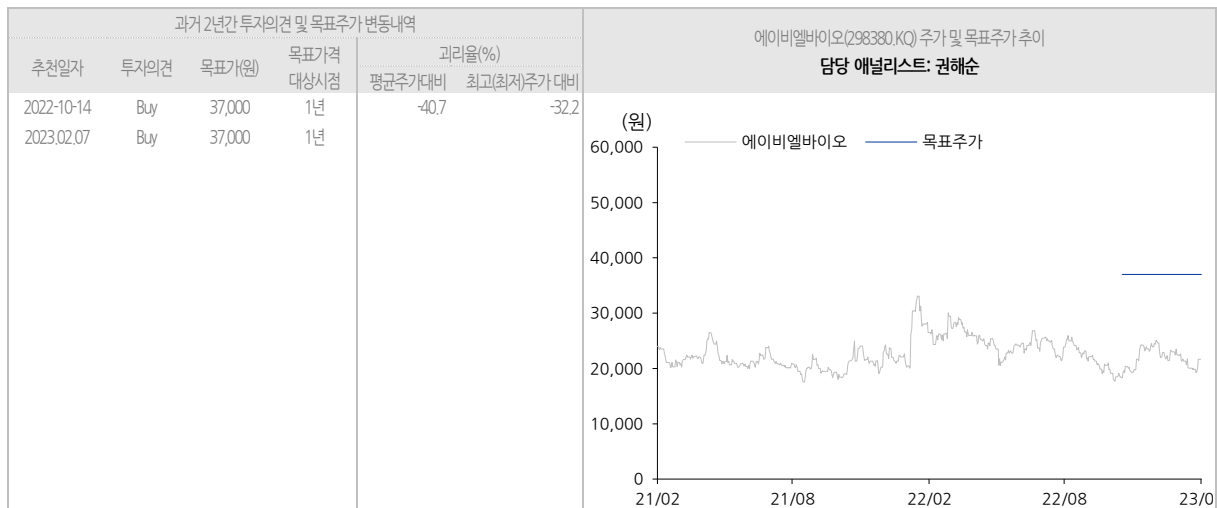 과거 2년간 투자의견 및 목표주가 변동내역
추천일자 투자의견 목표가(원) 목표가격 대상시점 괴리율(%)
평균주가대비 최고(최저)주가 대비
2022-10-14 Buy 37,000 1년 -40.7 -32.2
2023.02.07 Buy 37,000 1년
에이비엘바이오(298380.KQ) 주가 및 목표주가 추이
담당 애널리스트: 권해순
(원)
에이비엘바이오 목표주가
60,000
50,000
40,000
30,000
20,000
10,000
0
21/02 21/08 22/02 22/08 23/0